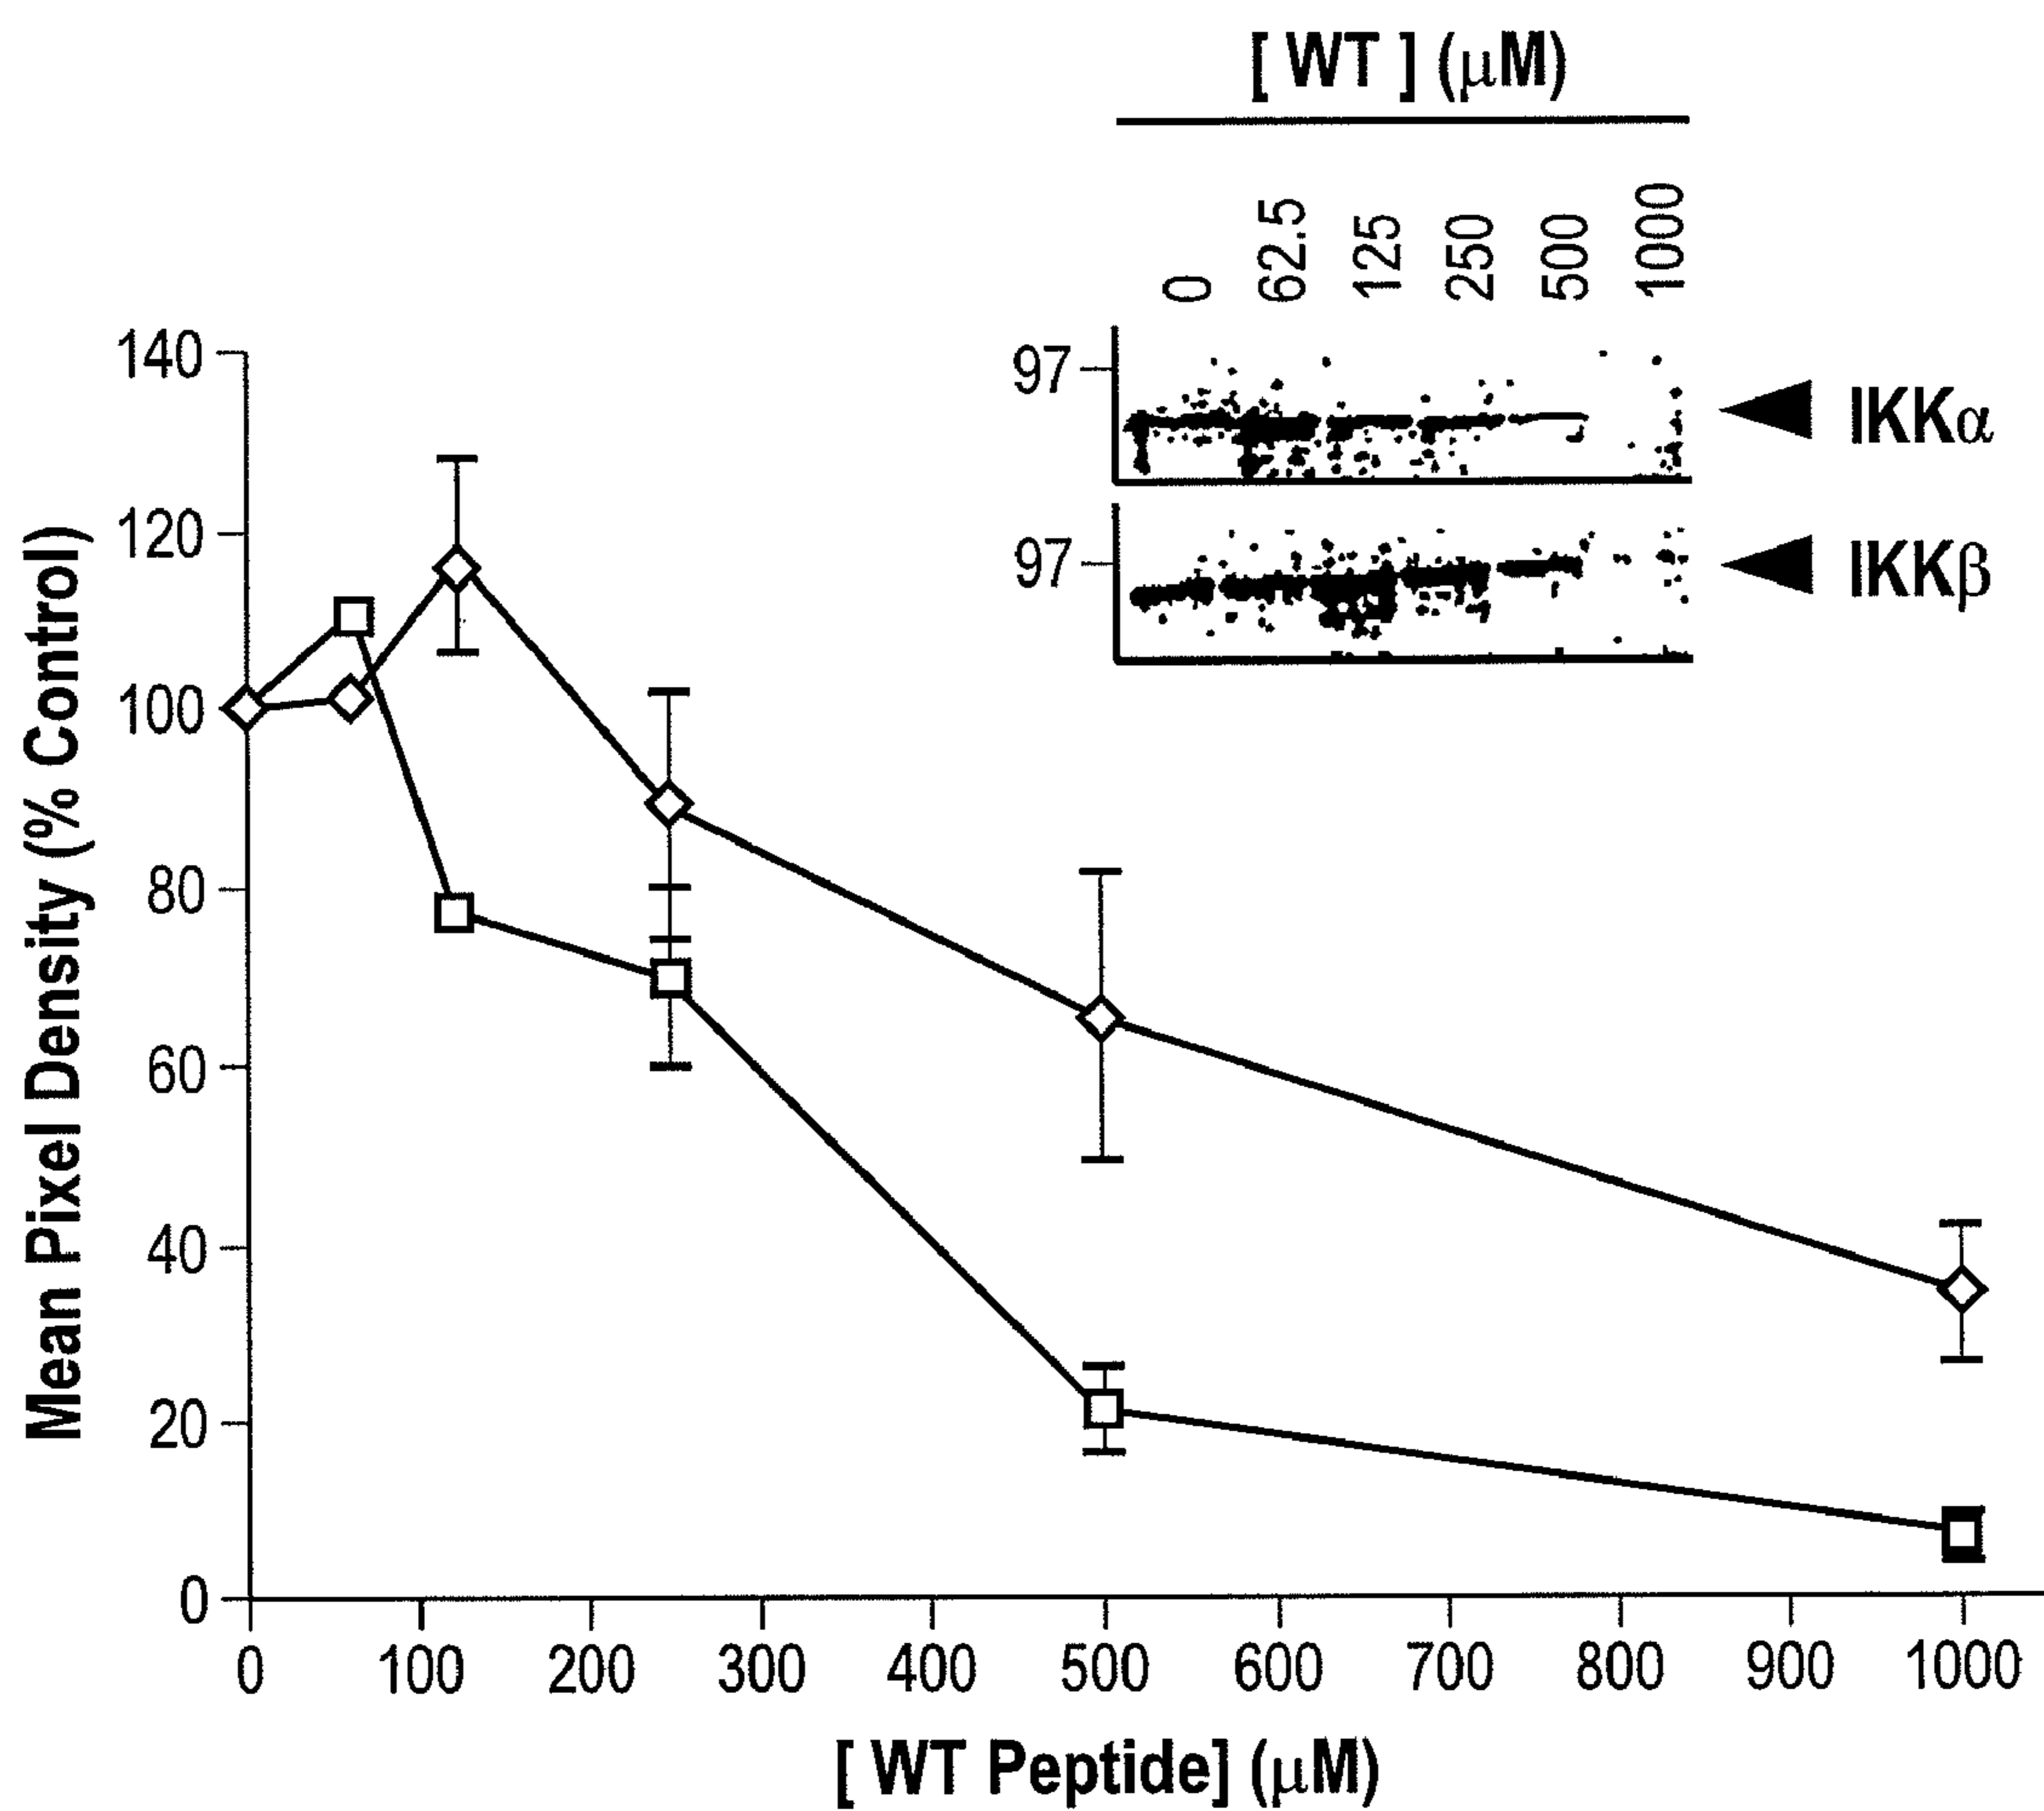 [ WT ] (μM)
0 62.5 125 250 500 1000
97 IKKα
97 IKKβ
Mean Pixel Density (% Control)
140
120
100
80
60
40
20
0
0 100 200 300 400 500 600 700 800 900 1000
[ WT Peptide] (μM)